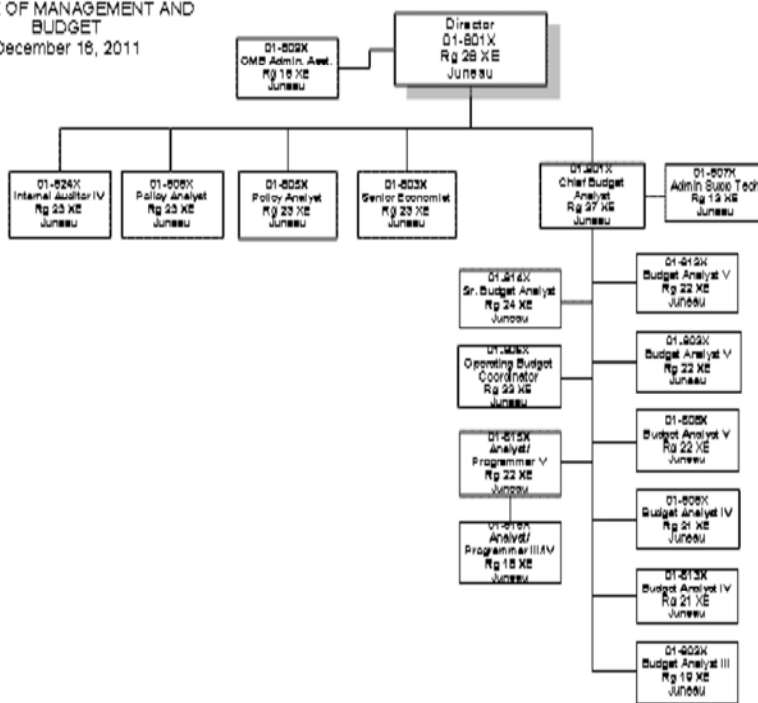 E OF MANAGEMENT AND
BUDGET
December 16, 2011
Director
01-801X
Rg 28 XE
Juneau
OMB Admin. Asst.
Rg 16 XE
Juneau
01-624X
Internal Auditor IV
Rg 23 XE
Juneau
Policy Analyst
Rg 23 XE
Juneau
Policy Analyst
Rg 23 XE
Juneau
Senior Economist
Rg 23 XE
Juneau
Chief Budget
Analyst
Rg 27 XE
Juneau
01-607X
Admin Supp Tech
Rg 13 XE
Juneau
Sr. Budget Analyst
Rg 24 XE
Juneau
Budget Analyst V
Rg 22 XE
Juneau
Operating Budget
Coordinator
Juneau
Budget Analyst V
Rg 22 XE
Juneau
Analyst/
Programmer V
Rg 22 XE
Juneau
Budget Analyst V
Rg 22 XE
Juneau
Analyst/
Programmer III/IV
Rg 18 XE
Juneau
Budget Analyst IV
Rg 21 XE
Juneau
Budget Analyst IV
Rg 21 XE
Juneau
Budget Analyst III
Rg 19 XE
Juneau